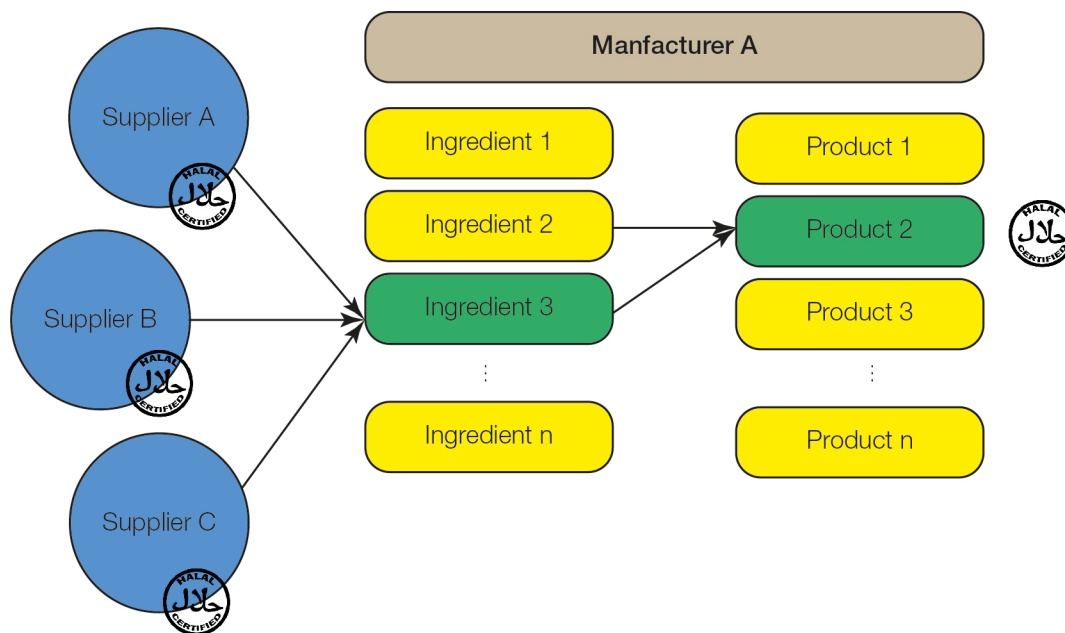 Manfacturer A
Supplier A
HALAL
حلال
CERTIFIED
Supplier B
HALAL
حلال
CERTIFIED
Supplier C
HALAL
حلال
CERTIFIED
Ingredient 1
Ingredient 2
Ingredient 3
⋮
Ingredient n
Product 1
Product 2
HALAL
حلال
CERTIFIED
Product 3
⋮
Product n